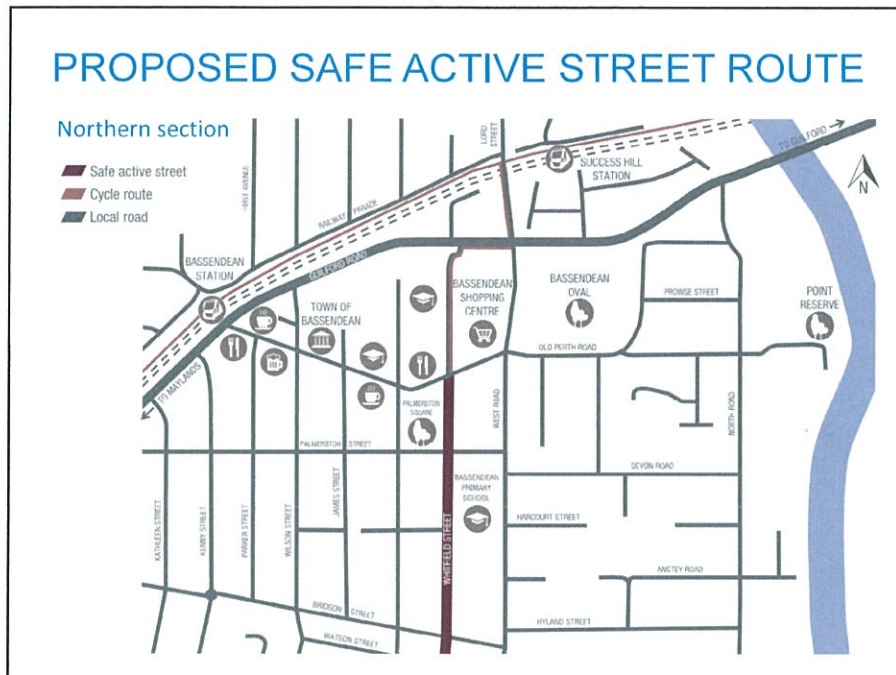 PROPOSED SAFE ACTIVE STREET ROUTE
Northern section
Safe active street
Cycle route
Local road
FIRST AVENUE
RAILWAY PARADE
LORD
STREET
SUCCESS HILL
STATION
TO GUILFORD
N
BASSENDEAN
STATION
GUILFORD ROAD
TOWN OF
BASSENDEAN
BASSENDEAN
SHOPPING
CENTRE
BASSENDEAN
OVAL
PROWSE STREET
POINT
RESERVE
OLD PERTH ROAD
TO MAYLANDS
PALMERSTON
SQUARE
WEST ROAD
NORTH ROAD
PALMERSTON STREET
DEVON ROAD
BASSENDEAN
PRIMARY
SCHOOL
KATHLEEN STREET
KENNY STREET
PARKER STREET
WILSON STREET
JAMES STREET
WHITFIELD STREET
HARCOURT STREET
ANSTEY ROAD
BRIDSON STREET
WATSON STREET
HYLAND STREET